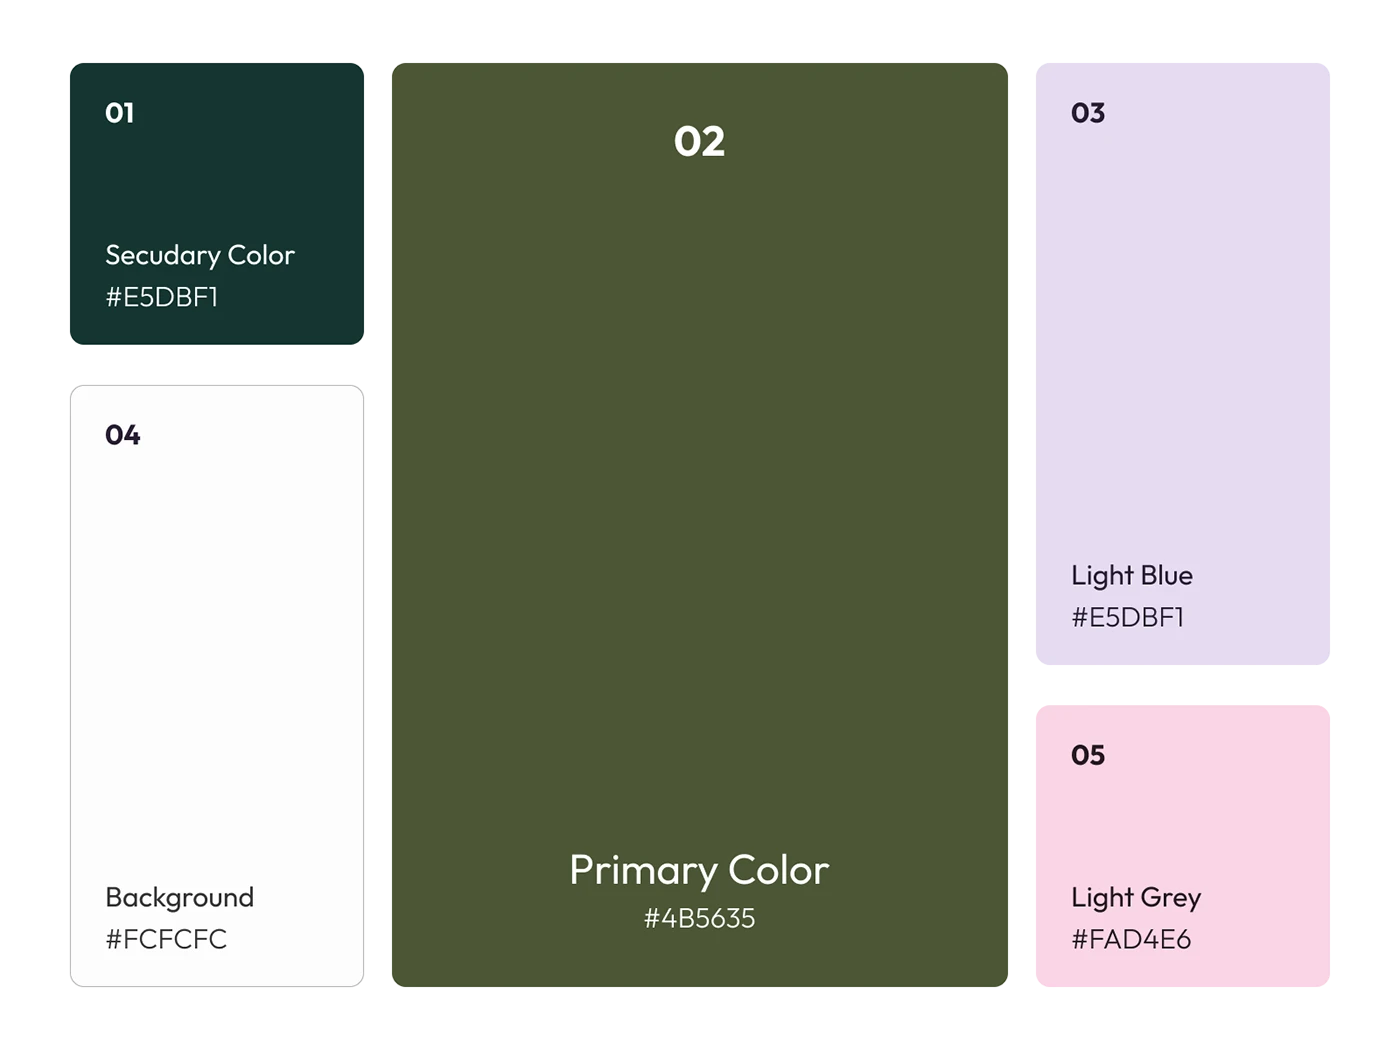 01
Secudary Color
#E5DBF1
02
Primary Color
#4B5635
03
Light Blue
#E5DBF1
04
Background
#FCFCFC
05
Light Grey
#FAD4E6